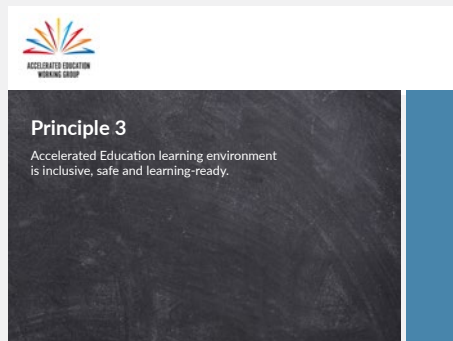 ACCELERATED EDUCATION
WORKING GROUP
Principle 3
Accelerated Education learning environment
is inclusive, safe and learning-ready.